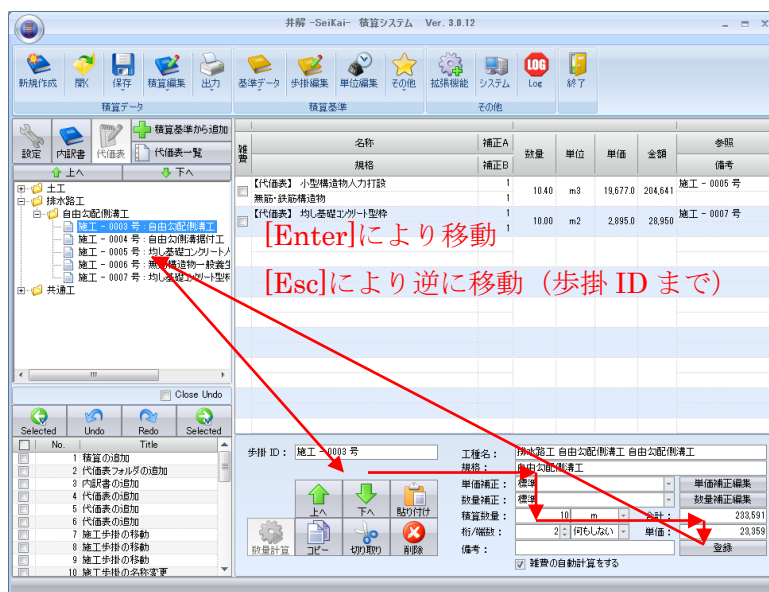 井解 -SeiKai- 積算システム Ver. 3.0.12
新規作成 開く 保存 積算編集 出力 基準データ 歩掛編集 単位編集 その他 拡張機能 システム Log 終了
積算データ 積算基準 その他
設定 内訳書 代価表 積算基準から追加
代価表一覧
上へ 下へ
土工
排水路工
自由勾配側溝工
施工 - 0003 号 : 自由勾配側溝工
施工 - 0004 号 : 自由勾側溝据付工
施工 - 0005 号 : 均し基礎コンクリート人
施工 - 0006 号 : 無筋構造物一般養生
施工 - 0007 号 : 均し基礎コンクリート型枠
共通工
雑費 名称 補正A 数量 単位 単価 金額 参照
規格 補正B 備考
【代価表】 小型構造物人力打設 1 10.40 m3 19,677.0 204,641 施工 - 0005 号
無筋・鉄筋構造物 1
【代価表】 均し基礎コンクリート型枠 1 10.00 m2 2,895.0 28,950 施工 - 0007 号
1
[Enter]により移動
[Esc]により逆に移動（歩掛 ID まで）
Close Undo
Selected Undo Redo Selected
No. Title
1 積算の追加
2 代価表フォルダの追加
3 内訳書の追加
4 代価表の追加
5 代価表の追加
6 代価表の追加
7 施工歩掛の移動
8 施工歩掛の移動
9 施工歩掛の移動
10 施工歩掛の名称変更
歩掛 ID : 施工 - 0003 号
上へ 下へ 貼り付け
数量計算 コピー 切り取り 削除
工種名 : 排水路工 自由勾配側溝工 自由勾配側溝工
規格 : 自由勾配側溝工
単価補正 : 標準 単価補正編集
数量補正 : 標準 数量補正編集
積算数量 : 10 m 合計 : 233,591
桁/端数 : 2 何もしない 単価 : 23,359
備考 : 登録
雑費の自動計算をする